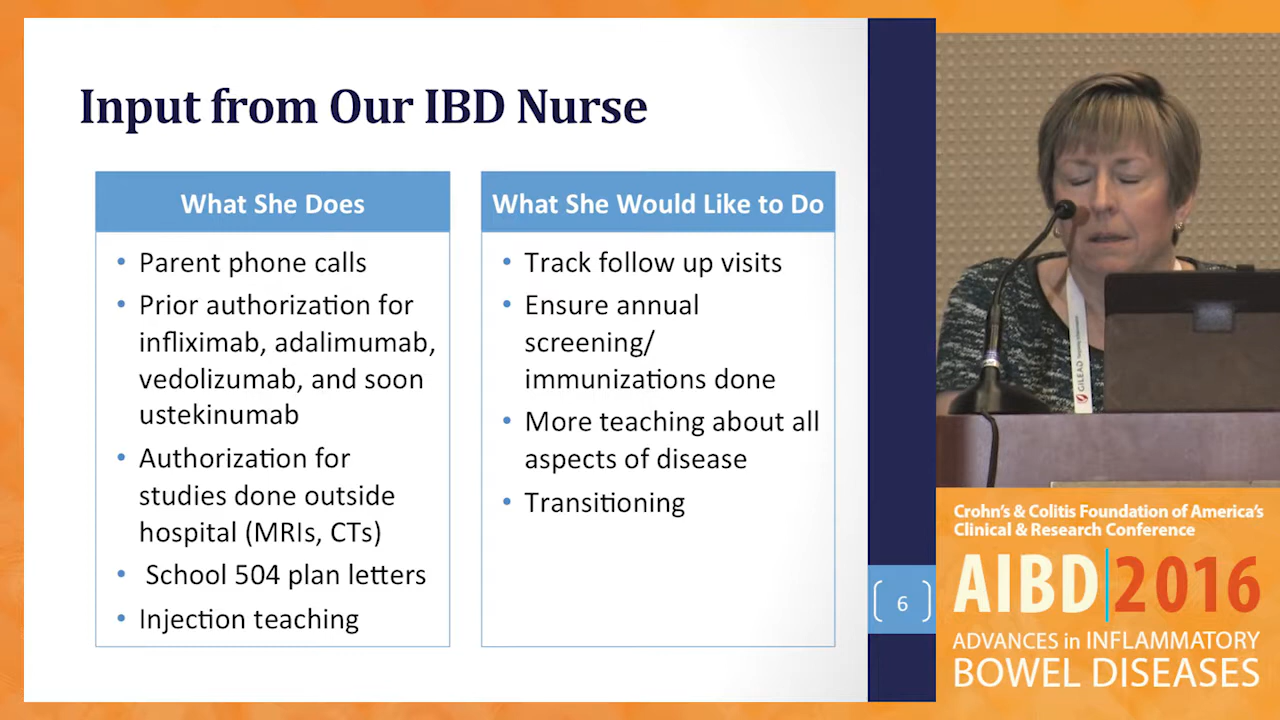 Input from Our IBD Nurse
What She Does
• Parent phone calls
• Prior authorization for
infliximab, adalimumab,
vedolizumab, and soon
ustekinumab
• Authorization for
studies done outside
hospital (MRIs, CTs)
• School 504 plan letters
• Injection teaching
What She Would Like to Do
• Track follow up visits
• Ensure annual
screening/
immunizations done
• More teaching about all
aspects of disease
• Transitioning
6
GILEAD
Crohn's & Colitis Foundation of America's
Clinical & Research Conference
AIBD|2016
ADVANCES in INFLAMMATORY
BOWEL DISEASES